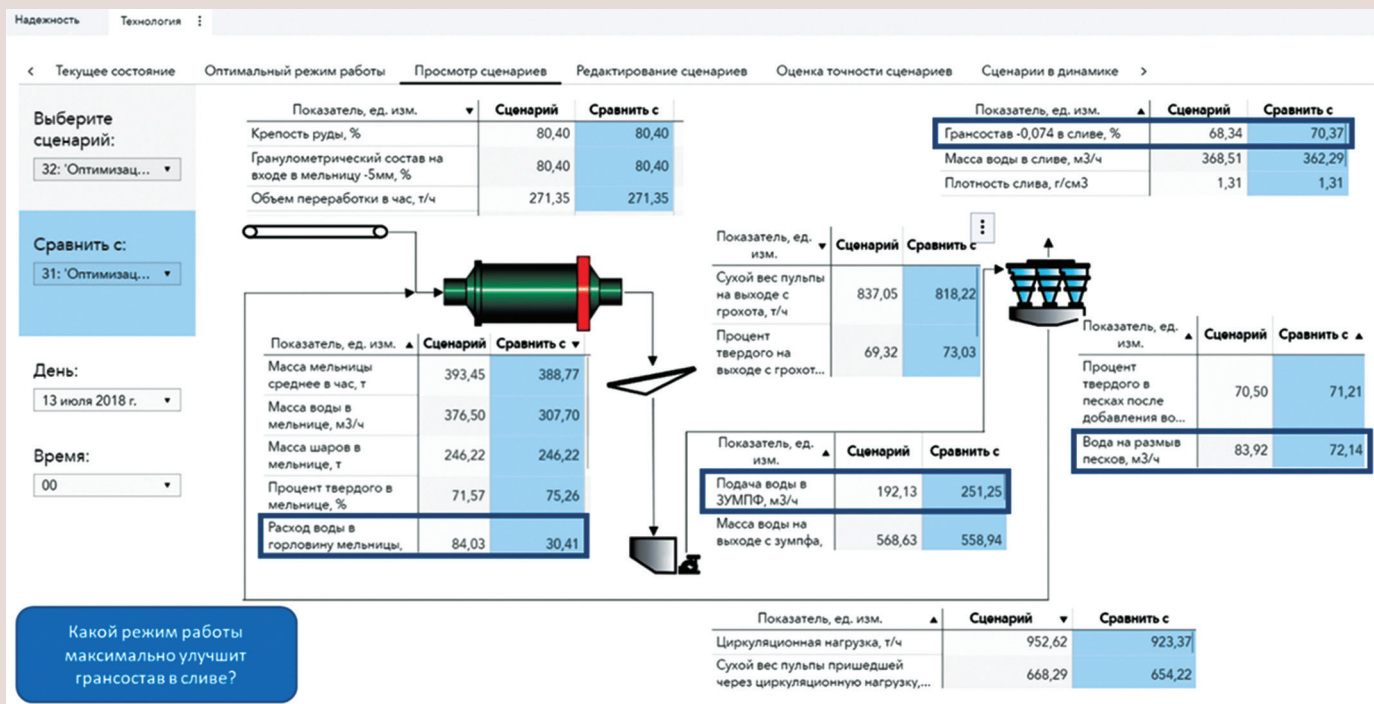 Надежность Технология
Текущее состояние Оптимальный режим работы Просмотр сценариев Редактирование сценариев Оценка точности сценариев Сценарии в динамике
Выберите
сценарий:
32: 'Оптимизац...
Сравнить с:
31: 'Оптимизац...
День:
13 июля 2018 г.
Время:
00
Показатель, ед. изм. Сценарий Сравнить с
Крепость руды, % 80,40 80,40
Гранулометрический состав на
входе в мельницу -5мм, % 80,40 80,40
Объем переработки в час, т/ч 271,35 271,35
Показатель, ед. изм. Сценарий Сравнить с
Грансостав -0,074 в сливе, % 68,34 70,37
Масса воды в сливе, м3/ч 368,51 362,29
Плотность слива, г/см3 1,31 1,31
Показатель, ед.
изм. Сценарий Сравнить с
Сухой вес пульпы
на выходе с
грохота, т/ч 837,05 818,22
Процент
твердого на
выходе с грохот... 69,32 73,03
Показатель, ед. изм. Сценарий Сравнить с
Масса мельницы
среднее в час, т 393,45 388,77
Масса воды в
мельнице, м3/ч 376,50 307,70
Масса шаров в
мельнице, т 246,22 246,22
Процент твердого в
мельнице, % 71,57 75,26
Расход воды в
горловину мельницы, 84,03 30,41
Показатель, ед.
изм. Сценарий Сравнить с
Подача воды в
ЗУМПФ, м3/ч 192,13 251,25
Масса воды на
выходе с зумпфа, 568,63 558,94
Показатель, ед.
изм. Сценарий Сравнить с
Процент
твердого в
песках после
добавления во... 70,50 71,21
Вода на размыв
песков, м3/ч 83,92 72,14
Показатель, ед. изм. Сценарий Сравнить с
Циркуляционная нагрузка, т/ч 952,62 923,37
Сухой вес пульпы пришедшей
через циркуляционную нагрузку,... 668,29 654,22
Какой режим работы
максимально улучшит
грансостав в сливе?